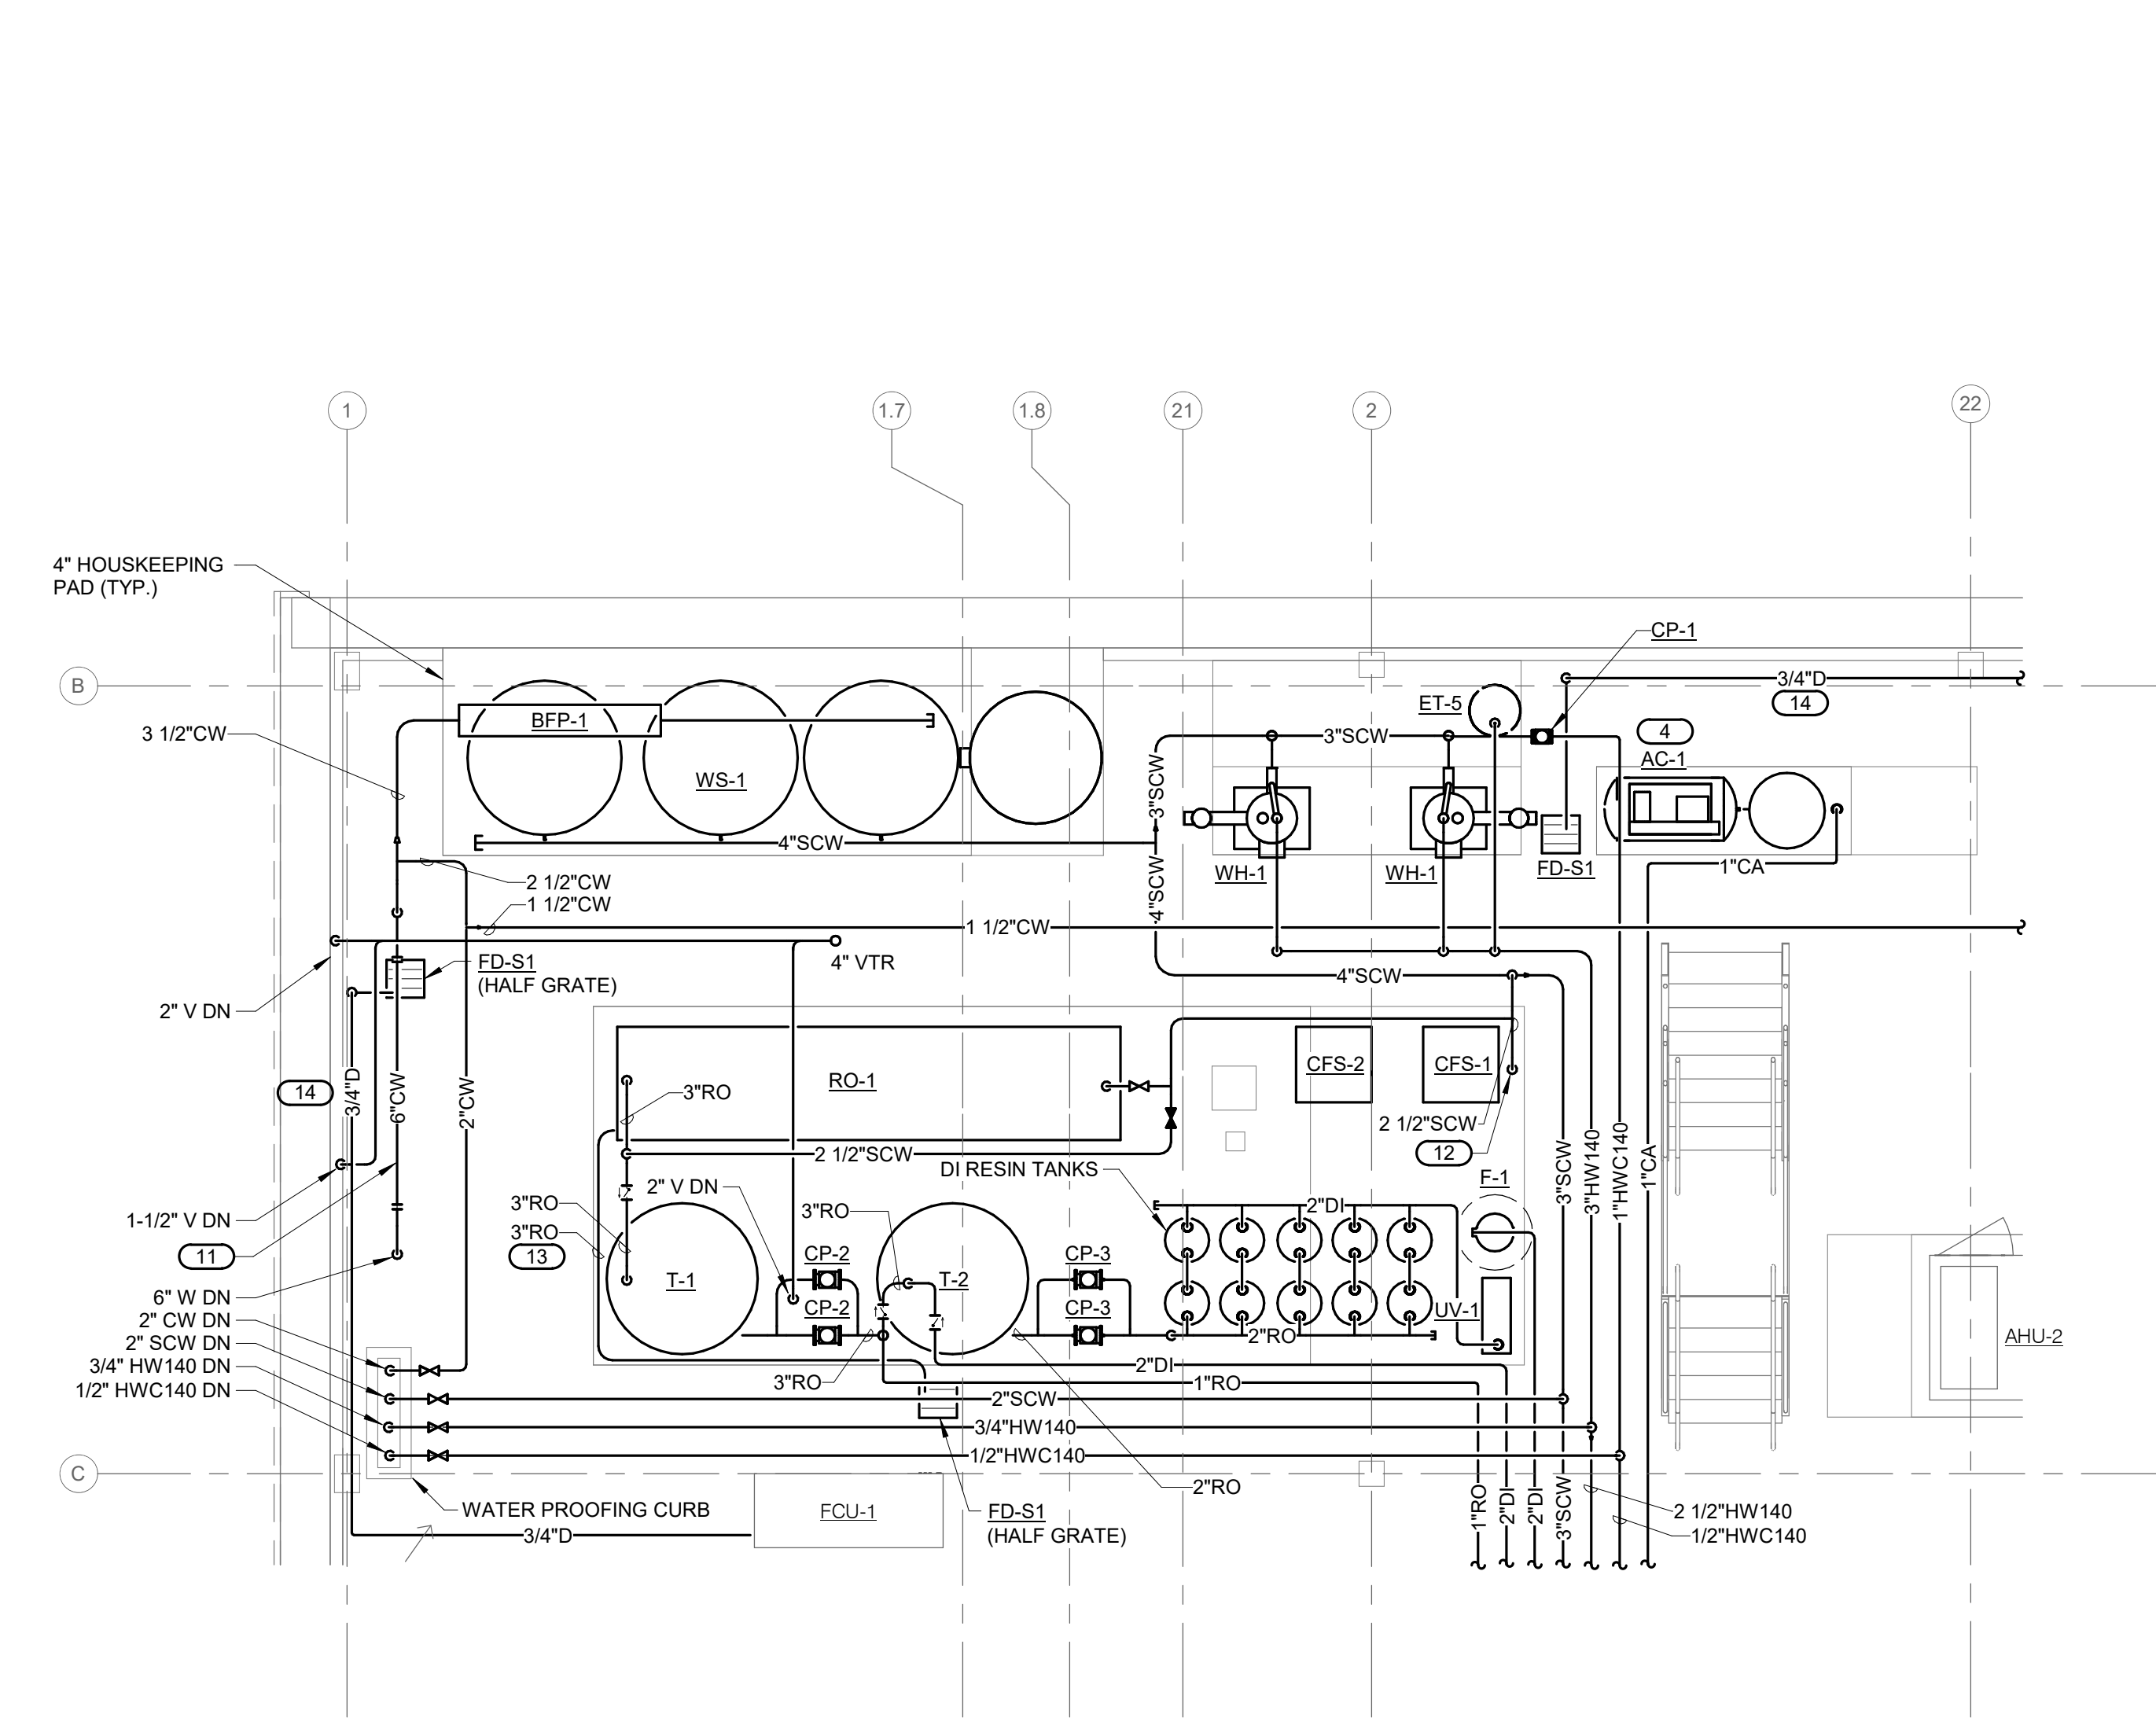 1
1.7
1.8
21
2
22
4" HOUSKEEPING
PAD (TYP.)
CP-1
B
3/4"D
14
BFP-1
ET-5
3 1/2"CW
3"SCW
4
AC-1
WS-1
3"SCW
4"SCW
1"CA
FD-S1
WH-1
WH-1
2 1/2"CW
1 1/2"CW
4"SCW
1 1/2"CW
4" VTR
FD-S1
(HALF GRATE)
4"SCW
2" V DN
RO-1
CFS-2
CFS-1
14
3/4"D
6"CW
2"CW
3"RO
2 1/2"SCW
12
2 1/2"SCW
DI RESIN TANKS
3"SCW
3"HW140
1"HWC140
1"CA
F-1
2" V DN
3"RO
3"RO
3"RO
2"DI
1-1/2" V DN
11
13
CP-2
CP-3
T-1
T-2
6" W DN
CP-2
CP-3
UV-1
2" CW DN
2"RO
AHU-2
2" SCW DN
3/4" HW140 DN
2"DI
1/2" HWC140 DN
3"RO
1"RO
2"SCW
3/4"HW140
1/2"HWC140
C
2"RO
WATER PROOFING CURB
FCU-1
FD-S1
(HALF GRATE)
3/4"D
1"RO
2"DI
2"DI
3"SCW
2 1/2"HW140
1/2"HWC140